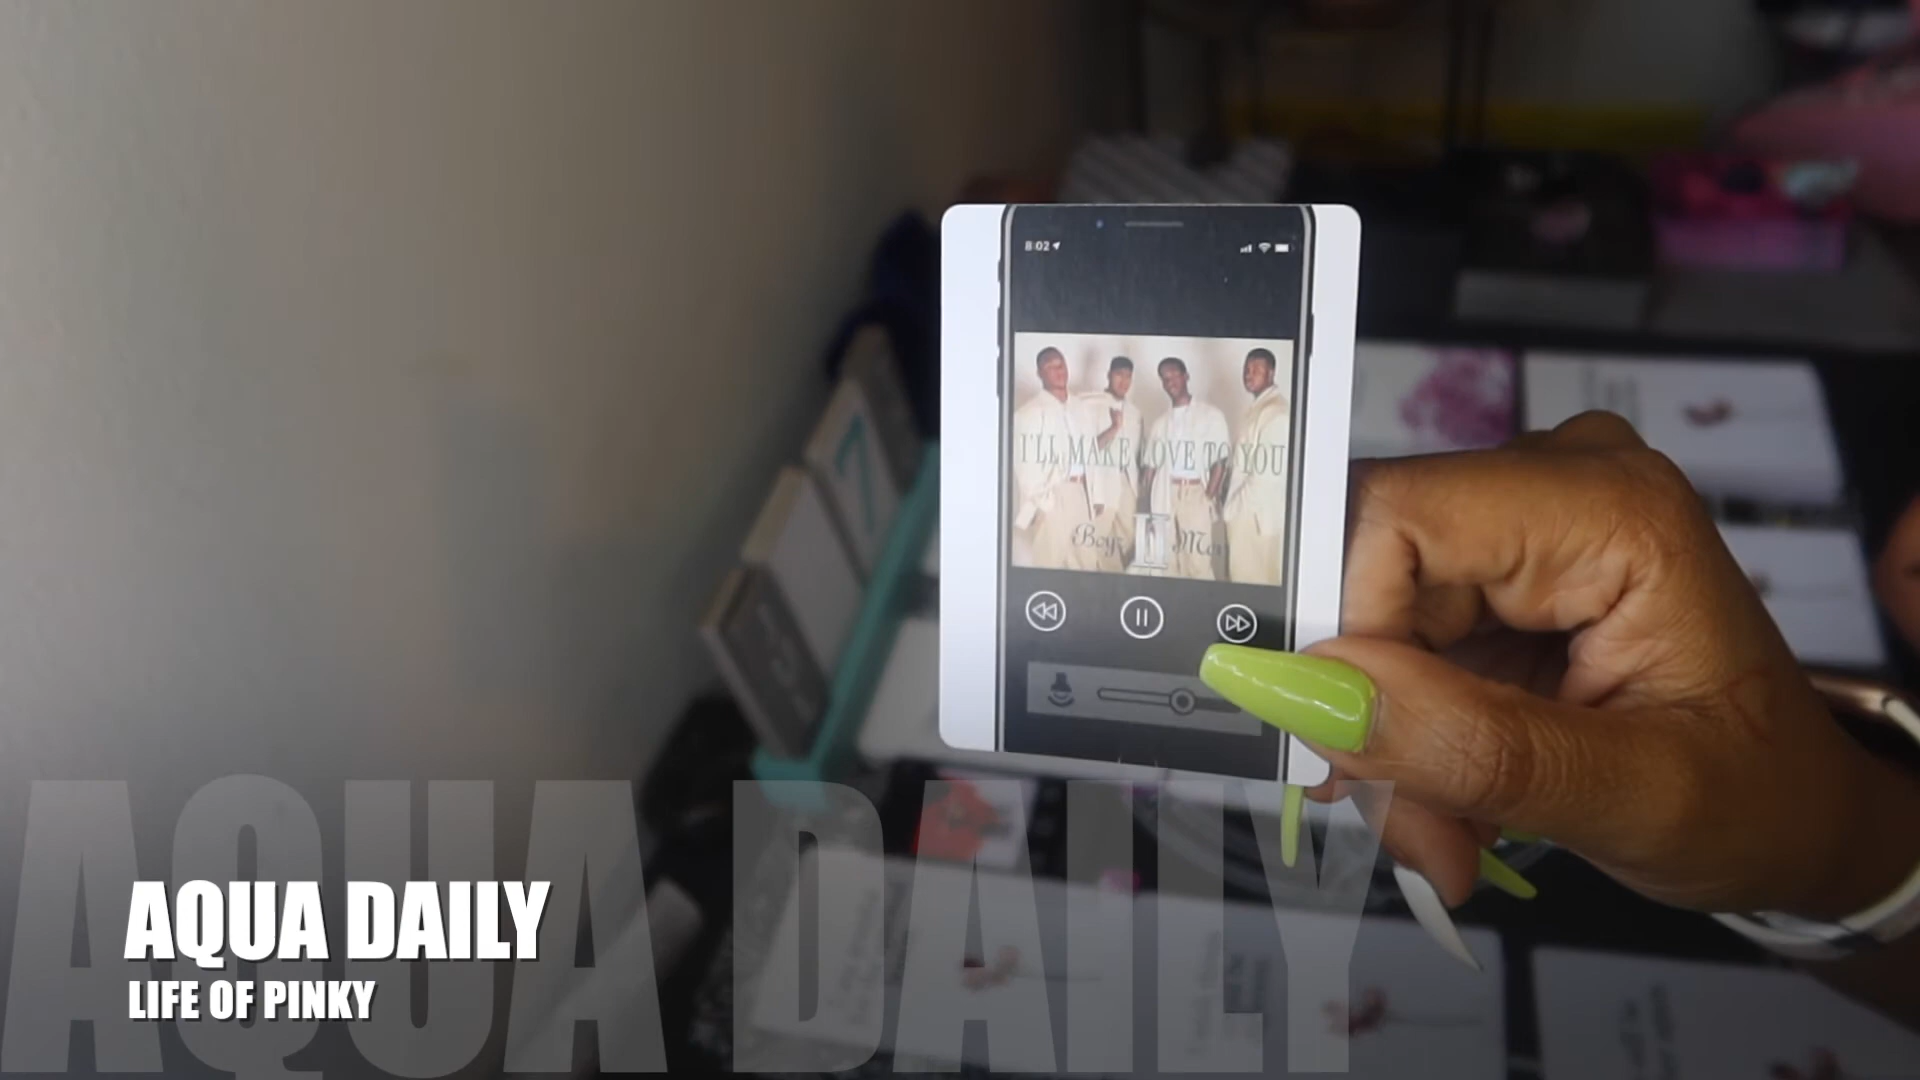 8:02
I'LL MAKE LOVE TO YOU
Boyz II Men
AQUA DAILY
AQUA DAILY
LIFE OF PINKY